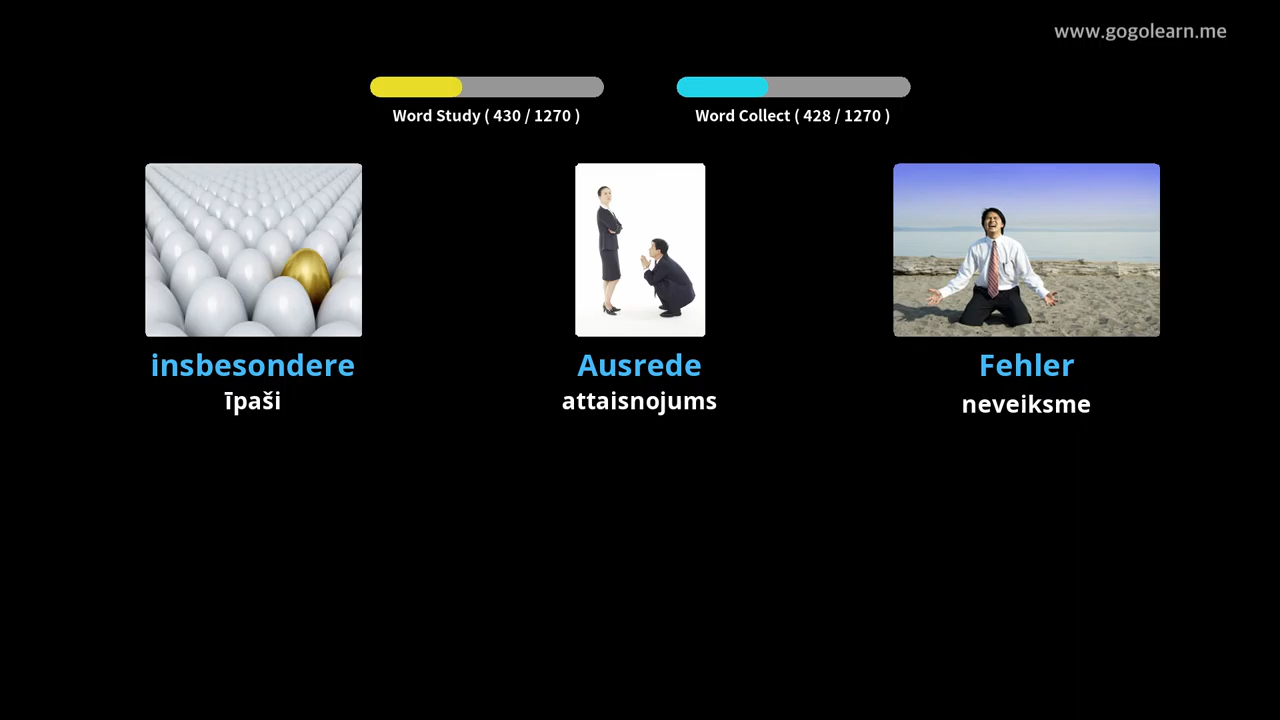 www.gogolearn.me
Word Study ( 430 / 1270 )
Word Collect ( 428 / 1270 )
insbesondere
īpaši
Ausrede
attaisnojums
Fehler
neveiksme